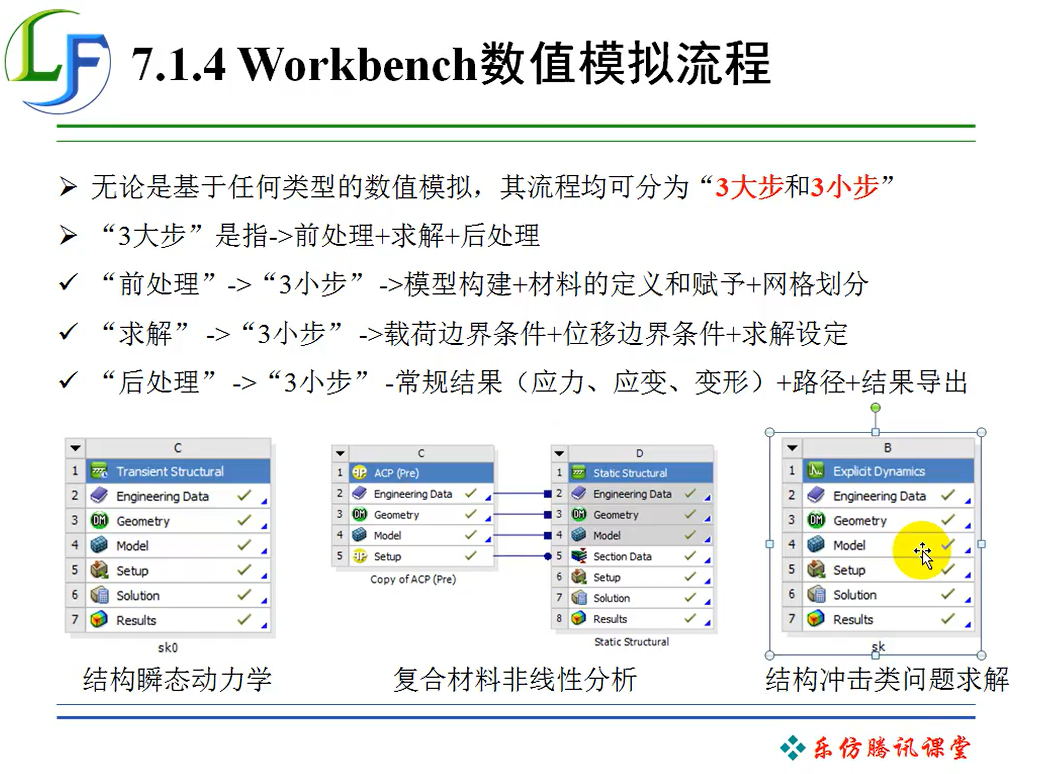 LF
7.1.4 Workbench数值模拟流程
无论是基于任何类型的数值模拟，其流程均可分为“3大步和3小步”
“3大步”是指->前处理+求解+后处理
“前处理”->“3小步” ->模型构建+材料的定义和赋予+网格划分
“求解” ->“3小步” ->载荷边界条件+位移边界条件+求解设定
“后处理” ->“3小步” -常规结果（应力、应变、变形）+路径+结果导出
C
1 Transient Structural
2 Engineering Data
3 Geometry
4 Model
5 Setup
6 Solution
7 Results
sk0
结构瞬态动力学
C
1 ACP (Pre)
2 Engineering Data
3 Geometry
4 Model
5 Setup
Copy of ACP (Pre)
D
1 Static Structural
2 Engineering Data
3 Geometry
4 Model
5 Section Data
6 Setup
7 Solution
8 Results
Static Structural
复合材料非线性分析
B
1 Explicit Dynamics
2 Engineering Data
3 Geometry
4 Model
5 Setup
6 Solution
7 Results
sk
结构冲击类问题求解
乐仿腾讯课堂